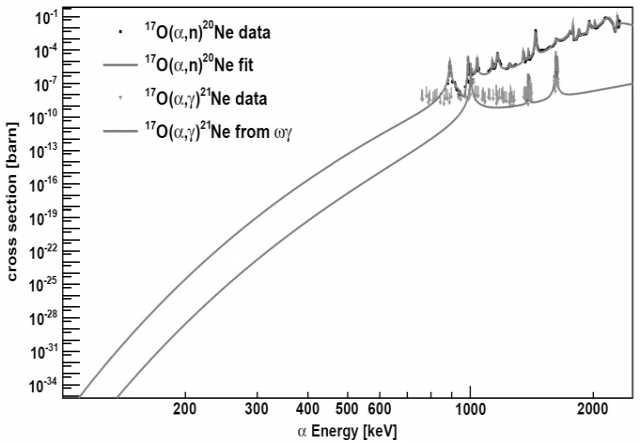 cross section [barn]
10⁻¹
10⁻⁴
10⁻⁷
10⁻¹⁰
10⁻¹³
10⁻¹⁶
10⁻¹⁹
10⁻²²
10⁻²⁵
10⁻²⁸
10⁻³¹
10⁻³⁴
¹⁷O(α,n)²⁰Ne data
¹⁷O(α,n)²⁰Ne fit
¹⁷O(α,γ)²¹Ne data
¹⁷O(α,γ)²¹Ne from ωγ
200 300 400 500 600 1000 2000
α Energy [keV]